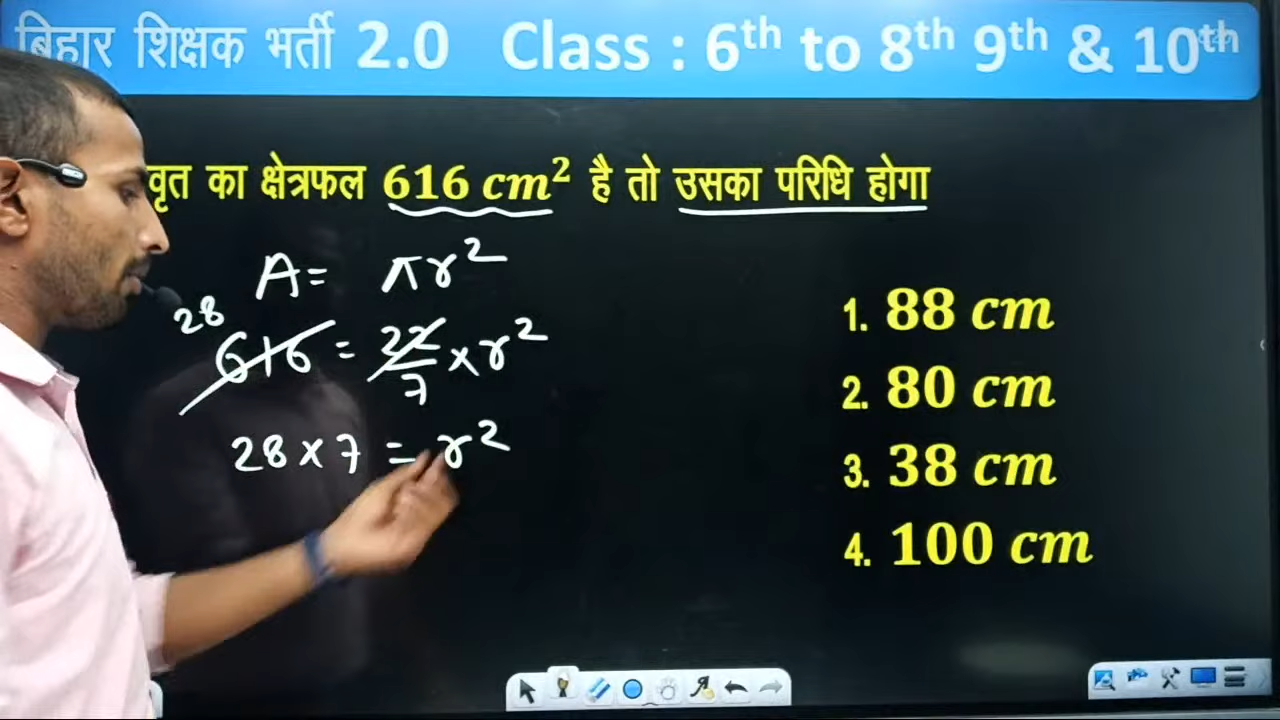 बिहार शिक्षक भर्ती 2.0 Class : 6th to 8th 9th & 10th
वृत का क्षेत्रफल 616 cm² है तो उसका परिधि होगा
A = πr²
28
616 = 22/7 × r²
28 × 7 = r²
1. 88 cm
2. 80 cm
3. 38 cm
4. 100 cm